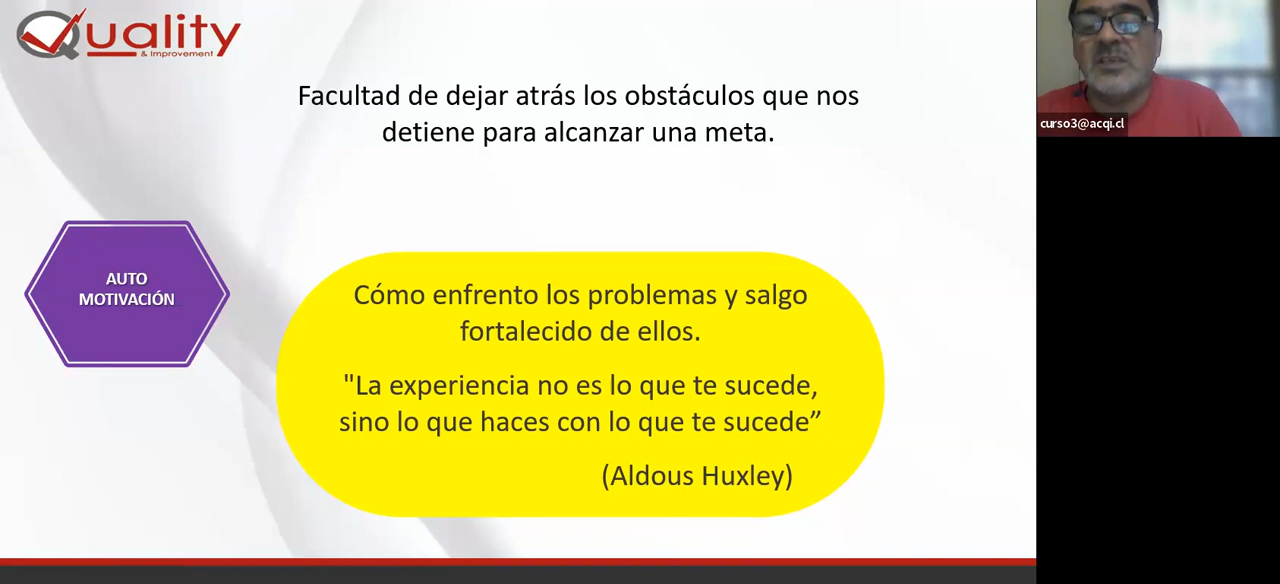 Quality
& Improvement
Facultad de dejar atrás los obstáculos que nos
detiene para alcanzar una meta.
curso3@acqi.cl
AUTO
MOTIVACIÓN
Cómo enfrento los problemas y salgo
fortalecido de ellos.
"La experiencia no es lo que te sucede,
sino lo que haces con lo que te sucede”
(Aldous Huxley)